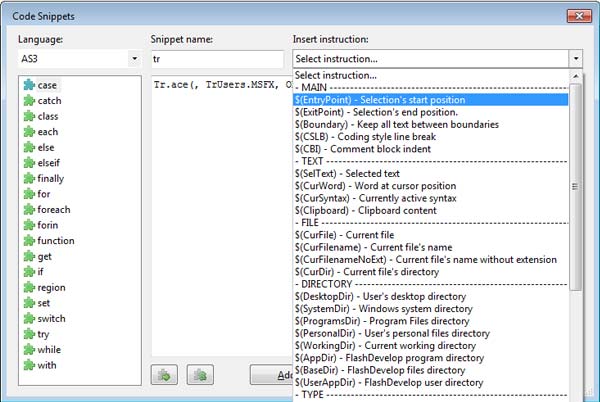 Code Snippets
Language:
Snippet name:
Insert instruction:
AS3
tr
Select instruction...
case
catch
class
each
else
elseif
finally
for
foreach
forin
function
get
if
region
set
switch
try
while
with
Tr.ace(, TrUsers.MSFX, O
Add
Select instruction...
- MAIN -
$(EntryPoint) - Selection's start position
$(ExitPoint) - Selection's end position.
$(Boundary) - Keep all text between boundaries
$(CSLB) - Coding style line break
$(CBI) - Comment block indent
- TEXT -
$(SelText) - Selected text
$(CurWord) - Word at cursor position
$(CurSyntax) - Currently active syntax
$(Clipboard) - Clipboard content
- FILE -
$(CurFile) - Current file
$(CurFilename) - Current file's name
$(CurFilenameNoExt) - Current file's name without extension
$(CurDir) - Current file's directory
- DIRECTORY -
$(DesktopDir) - User's desktop directory
$(SystemDir) - Windows system directory
$(ProgramsDir) - Program Files directory
$(PersonalDir) - User's personal files directory
$(WorkingDir) - Current working directory
$(AppDir) - FlashDevelop program directory
$(BaseDir) - FlashDevelop files directory
$(UserAppDir) - FlashDevelop user directory
- TYPE -